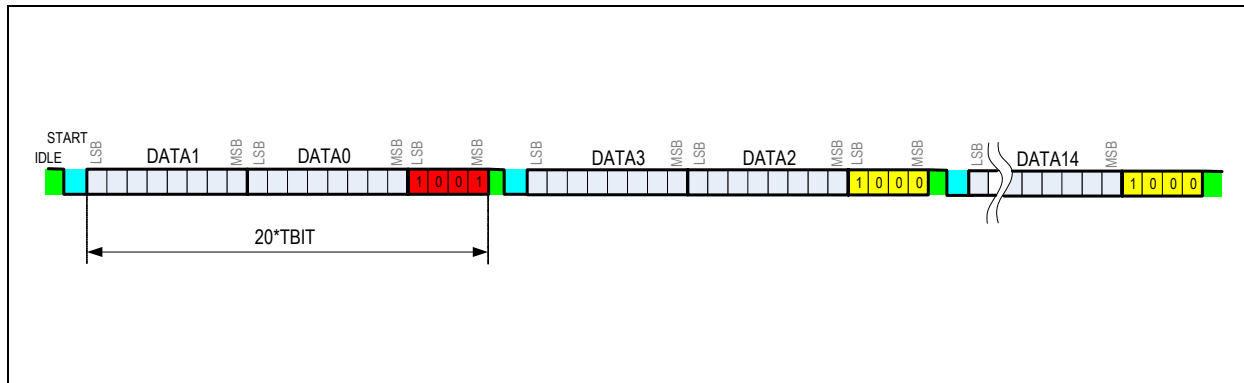 START
IDLE
LSB DATA1 MSB LSB DATA0 MSB LSB MSB LSB DATA3 MSB LSB DATA2 MSB LSB MSB LSB DATA14 MSB
1 0 0 1 1 0 0 0 1 0 0 0
20*TBIT